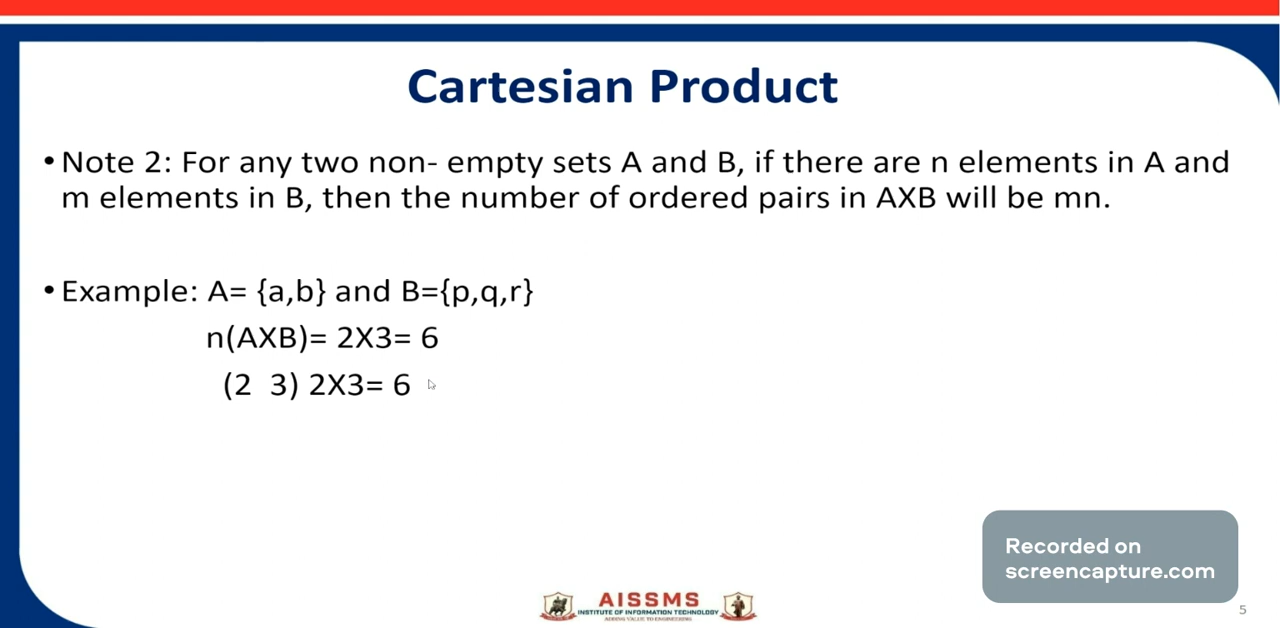 Cartesian Product
• Note 2: For any two non- empty sets A and B, if there are n elements in A and
m elements in B, then the number of ordered pairs in AXB will be mn.
• Example: A= {a,b} and B={p,q,r}
n(AXB)= 2X3= 6
(2 3) 2X3= 6
Recorded on
screencapture.com
AISSMS
INSTITUTE OF INFORMATION TECHNOLOGY
ADDING VALUE TO ENGINEERING
5